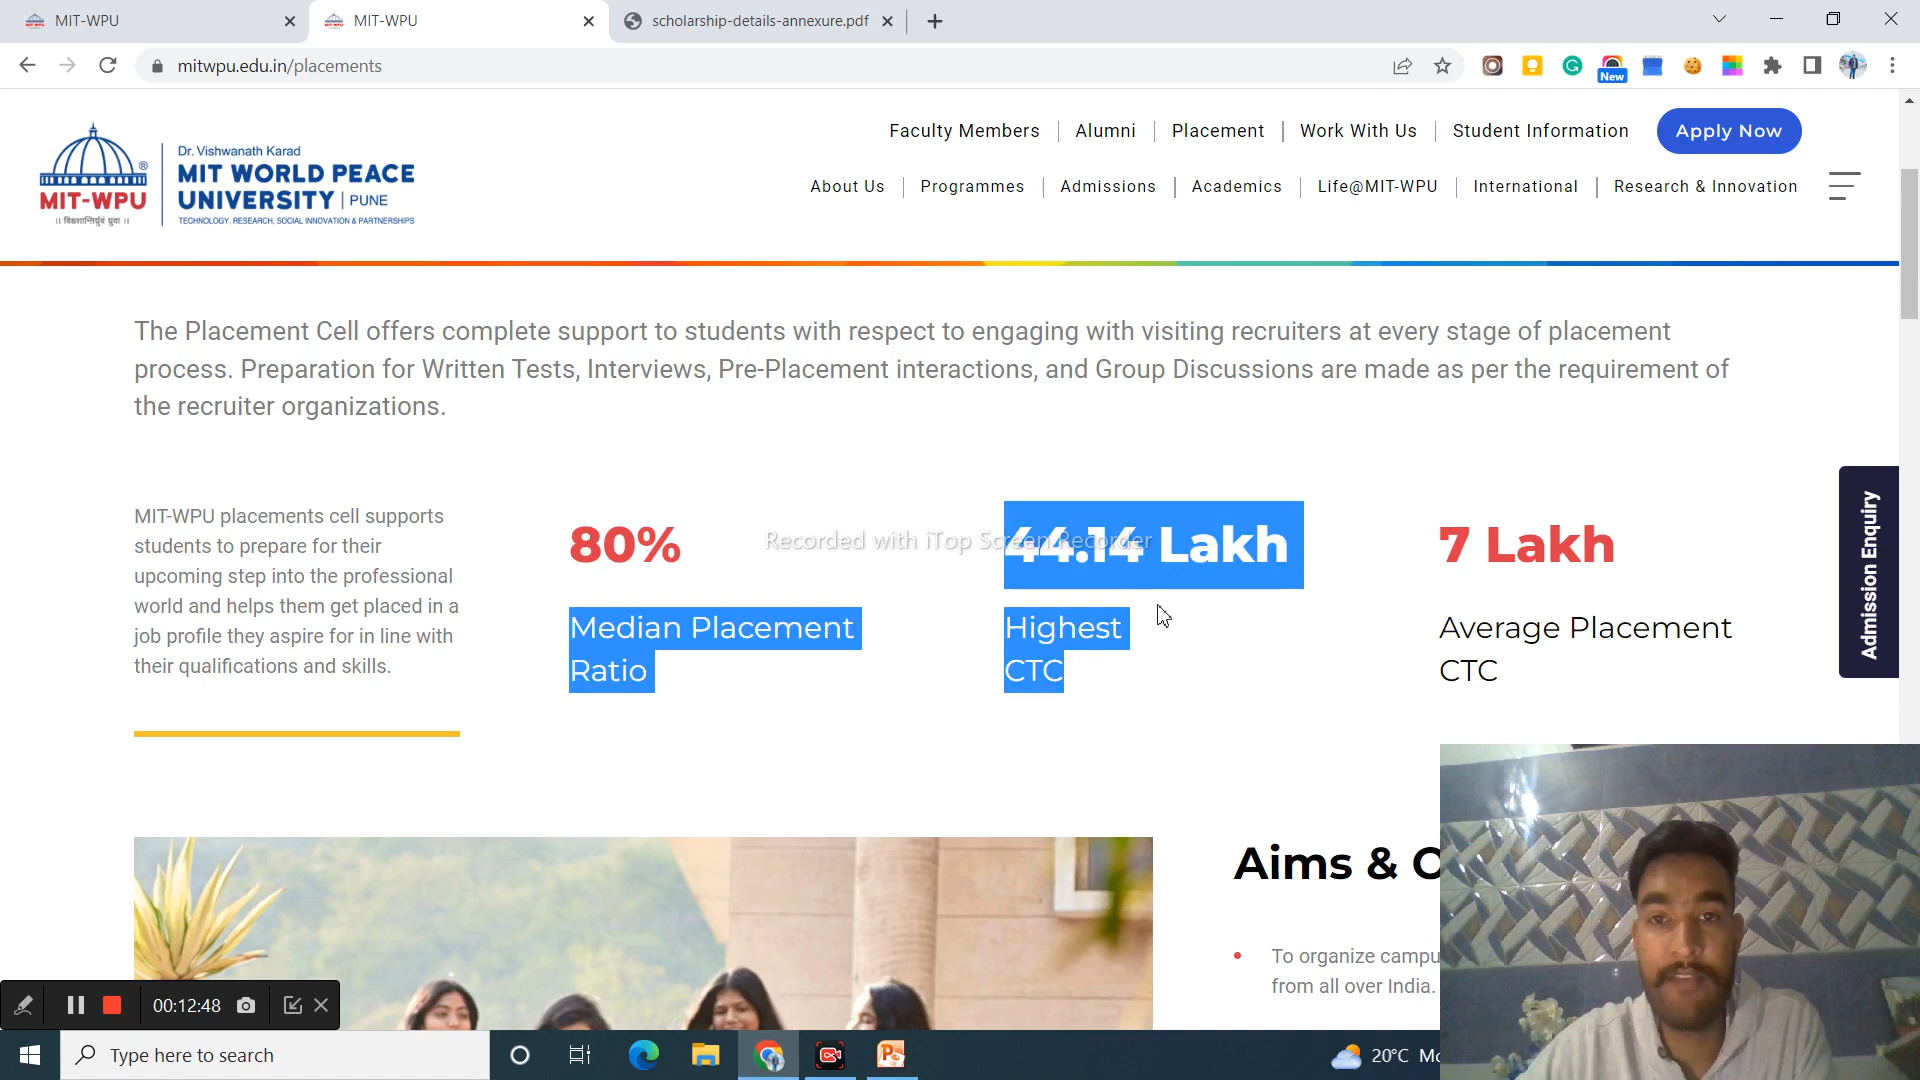 MIT-WPU
MIT-WPU
scholarship-details-annexure.pdf
mitwpu.edu.in/placements
New
Faculty Members
Alumni
Placement
Work With Us
Student Information
Apply Now
Dr. Vishwanath Karad
MIT WORLD PEACE
UNIVERSITY | PUNE
TECHNOLOGY, RESEARCH, SOCIAL INNOVATION & PARTNERSHIPS
MIT-WPU
®
About Us
Programmes
Admissions
Academics
Life@MIT-WPU
International
Research & Innovation
The Placement Cell offers complete support to students with respect to engaging with visiting recruiters at every stage of placement
process. Preparation for Written Tests, Interviews, Pre-Placement interactions, and Group Discussions are made as per the requirement of
the recruiter organizations.
MIT-WPU placements cell supports
students to prepare for their
upcoming step into the professional
world and helps them get placed in a
job profile they aspire for in line with
their qualifications and skills.
80%
Median Placement
Ratio
44.14 Lakh
Highest
CTC
7 Lakh
Average Placement
CTC
Recorded with iTop Screen Recorder
Admission Enquiry
Aims &
To organize campu
from all over India.
00:12:48
Type here to search
20°C